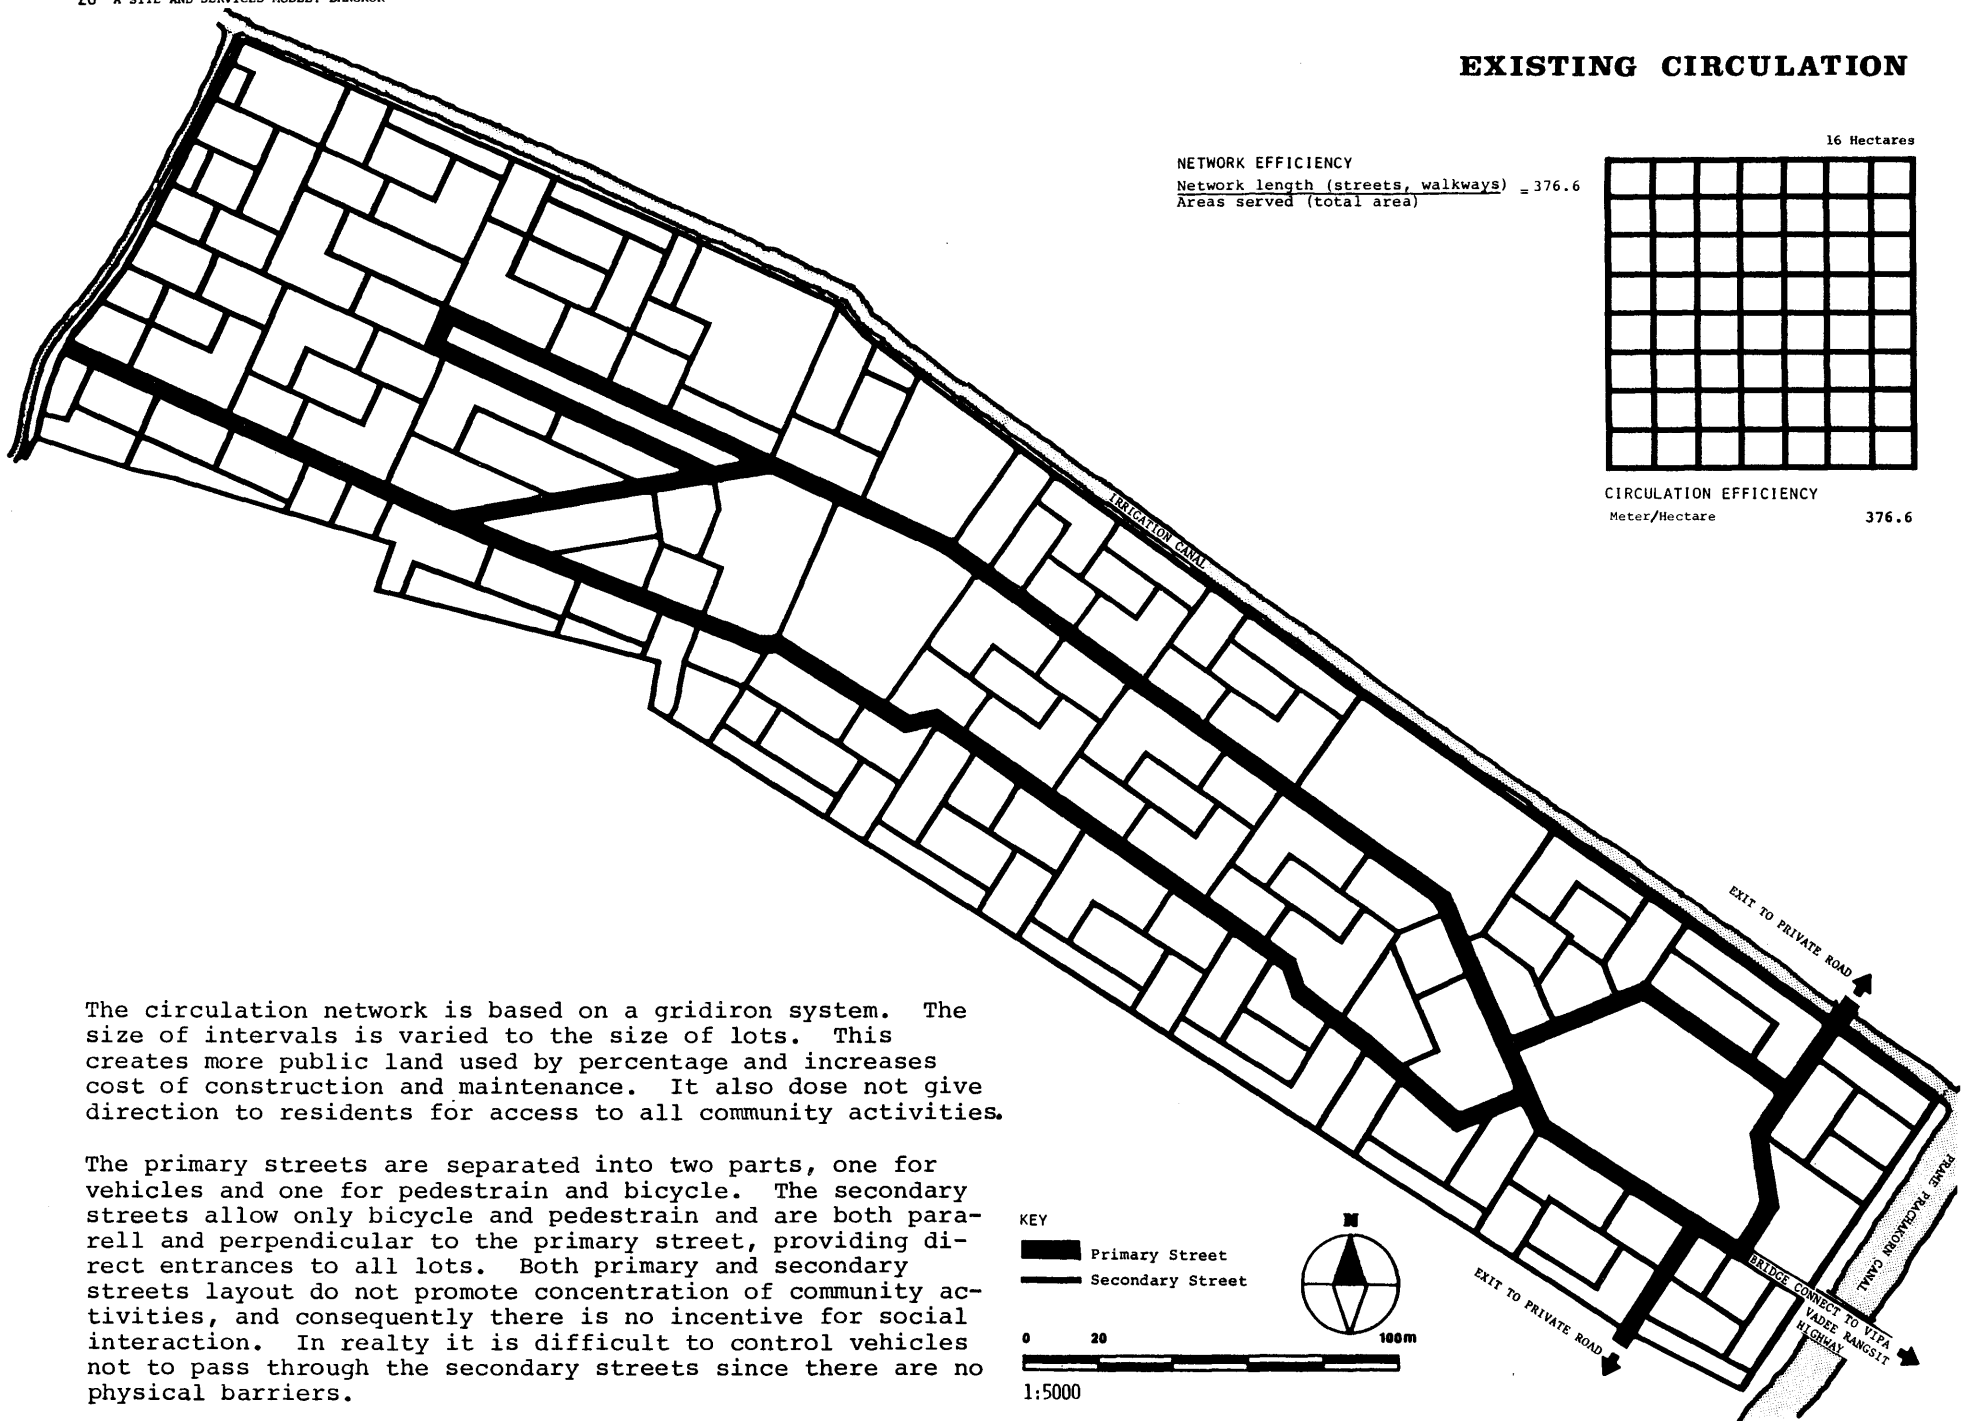 20 A SITE AND SERVICES MODEL: BANGKOK
EXISTING CIRCULATION
16 Hectares
NETWORK EFFICIENCY
Network length (streets, walkways) = 376.6
Areas served (total area)
CIRCULATION EFFICIENCY
Meter/Hectare 376.6
IRRIGATION CANAL
EXIT TO PRIVATE ROAD
The circulation network is based on a gridiron system. The
size of intervals is varied to the size of lots. This
creates more public land used by percentage and increases
cost of construction and maintenance. It also dose not give
direction to residents for access to all community activities.
The primary streets are separated into two parts, one for
vehicles and one for pedestrain and bicycle. The secondary
streets allow only bicycle and pedestrain and are both para-
rell and perpendicular to the primary street, providing di-
rect entrances to all lots. Both primary and secondary
streets layout do not promote concentration of community ac-
tivities, and consequently there is no incentive for social
interaction. In realty it is difficult to control vehicles
not to pass through the secondary streets since there are no
physical barriers.
PRAME PRACHAKORN CANAL
BRIDGE CONNECT TO VIPA
VADEE RANGSIT
HIGHWAY
EXIT TO PRIVATE ROAD
KEY
Primary Street
Secondary Street
N
0 20 100m
1:5000